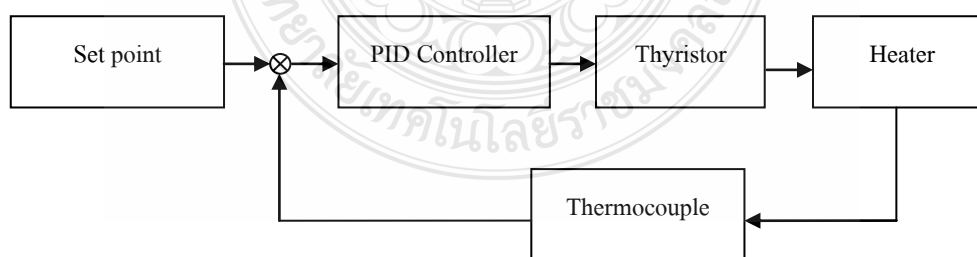 Set point
PID Controller
Thyristor
Heater
Thermocouple